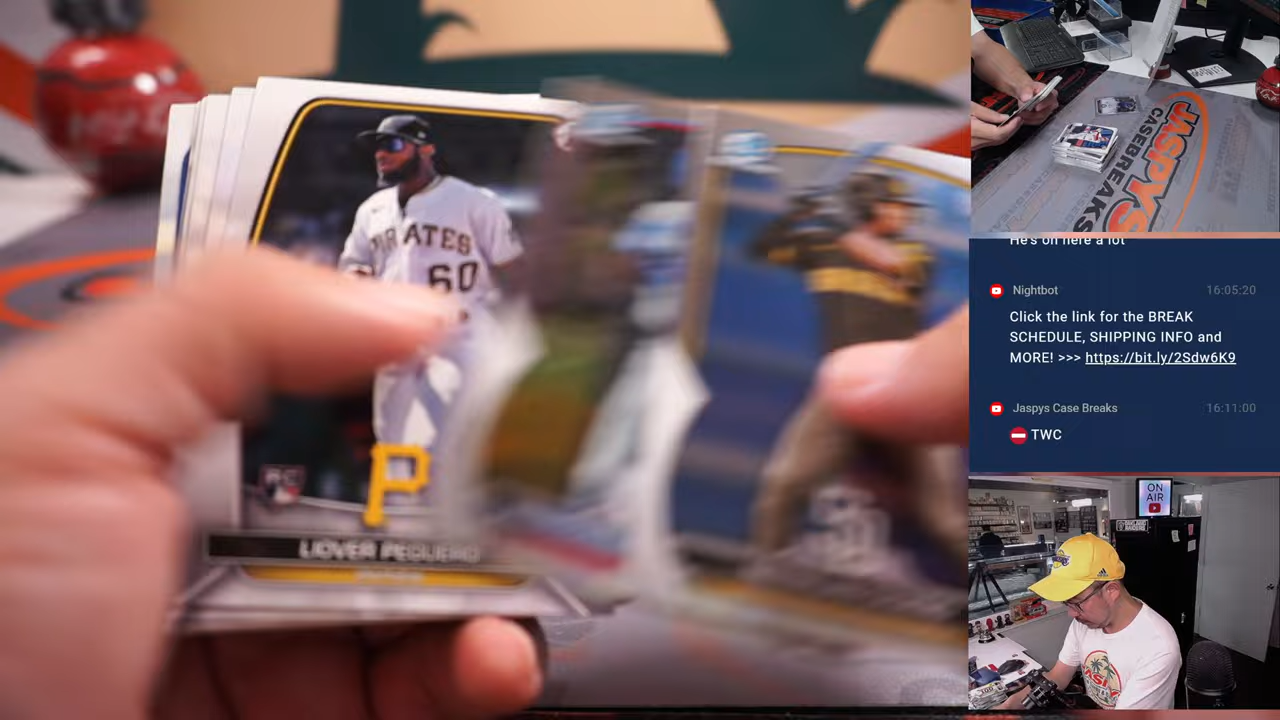 PIRATES
60
P
RC
LIOVER PEGUERO
SD
JASPYS
CASEBREAKS
He's on here a lot
Nightbot
16:05:20
Click the link for the BREAK
SCHEDULE, SHIPPING INFO and
MORE! >>> https://bit.ly/2Sdw6K9
Jaspys Case Breaks
16:11:00
TWC
ON
AIR